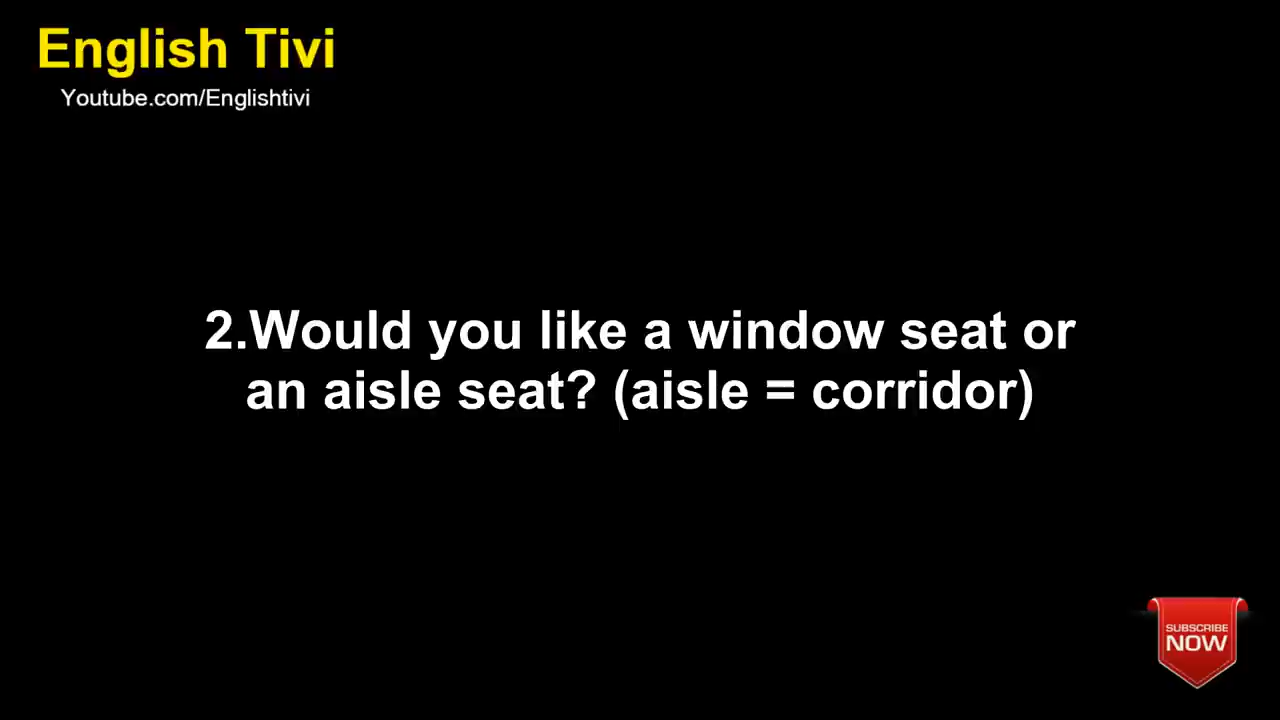 English Tivi
Youtube.com/Englishtivi
2.Would you like a window seat or
an aisle seat? (aisle = corridor)
SUBSCRIBE
NOW